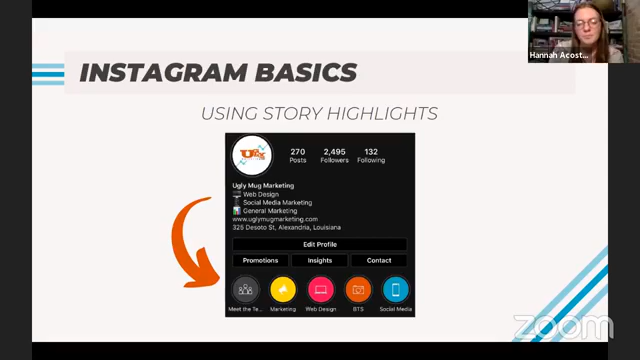 Hannah Acost...
INSTAGRAM BASICS
USING STORY HIGHLIGHTS
270 2,495 132
Posts Followers Following
Ugly Mug Marketing
Web Design
Social Media Marketing
General Marketing
www.uglymugmarketing.com
325 Desoto St, Alexandria, Louisiana
Edit Profile
Promotions Insights Contact
Meet the Te... Marketing Web Design BTS Social Media
zoom